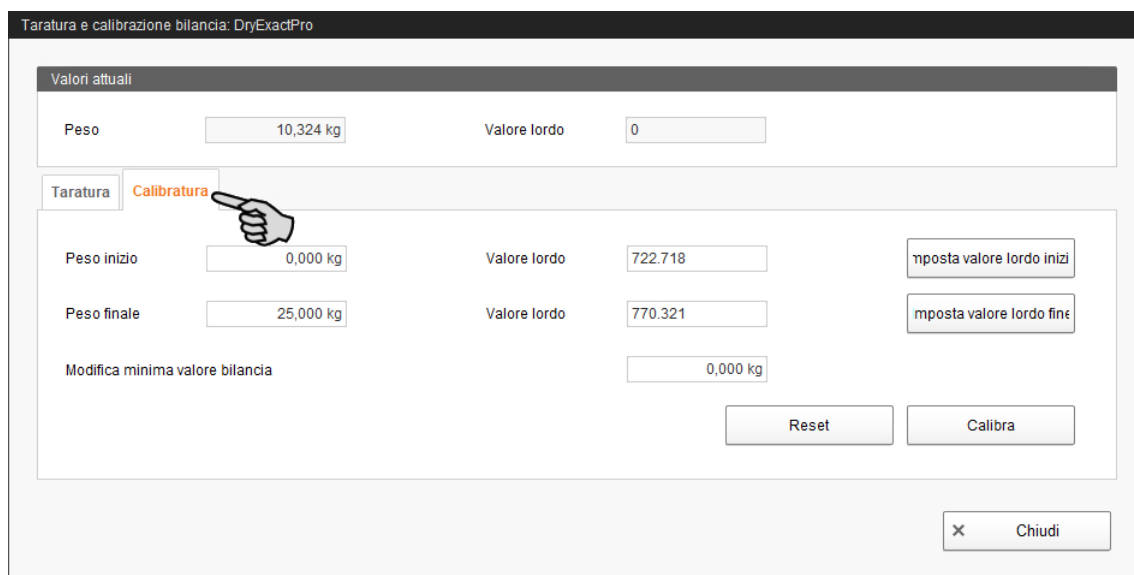 Taratura e calibrazione bilancia: DryExactPro
Valori attuali
Peso 10,324 kg Valore lordo 0
Taratura Calibratura
Peso inizio 0,000 kg Valore lordo 722.718 mposta valore lordo inizi
Peso finale 25,000 kg Valore lordo 770.321 mposta valore lordo fine
Modifica minima valore bilancia 0,000 kg
Reset Calibra
× Chiudi